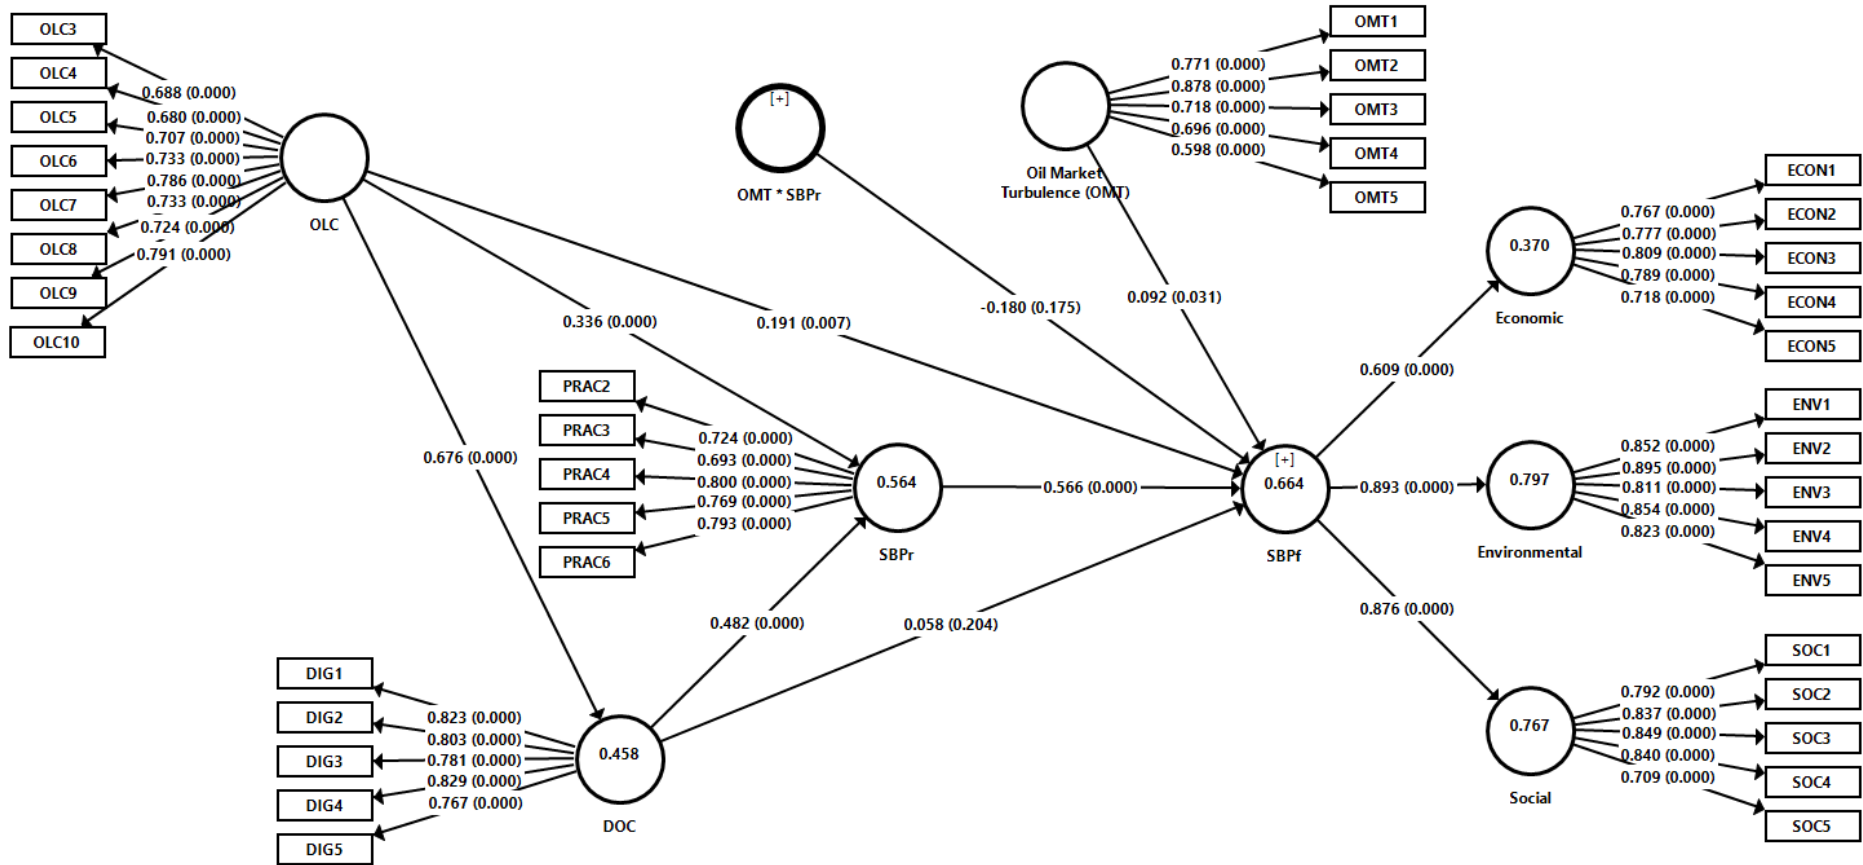 OLC3
OLC4
OLC5
OLC6
OLC7
OLC8
OLC9
OLC10
0.688 (0.000)
0.680 (0.000)
0.707 (0.000)
0.733 (0.000)
0.786 (0.000)
0.733 (0.000)
0.724 (0.000)
0.791 (0.000)
OLC
[+]
OMT * SBPr
Oil Market
Turbulence (OMT)
0.771 (0.000)
0.878 (0.000)
0.718 (0.000)
0.696 (0.000)
0.598 (0.000)
OMT1
OMT2
OMT3
OMT4
OMT5
0.336 (0.000)
0.191 (0.007)
-0.180 (0.175)
0.092 (0.031)
0.676 (0.000)
PRAC2
PRAC3
PRAC4
PRAC5
PRAC6
0.724 (0.000)
0.693 (0.000)
0.800 (0.000)
0.769 (0.000)
0.793 (0.000)
0.564
SBPr
0.566 (0.000)
[+]
0.664
SBPf
0.482 (0.000)
0.058 (0.204)
DIG1
DIG2
DIG3
DIG4
DIG5
0.823 (0.000)
0.803 (0.000)
0.781 (0.000)
0.829 (0.000)
0.767 (0.000)
0.458
DOC
0.609 (0.000)
0.893 (0.000)
0.876 (0.000)
0.370
Economic
0.767 (0.000)
0.777 (0.000)
0.809 (0.000)
0.789 (0.000)
0.718 (0.000)
ECON1
ECON2
ECON3
ECON4
ECON5
0.797
Environmental
0.852 (0.000)
0.895 (0.000)
0.811 (0.000)
0.854 (0.000)
0.823 (0.000)
ENV1
ENV2
ENV3
ENV4
ENV5
0.767
Social
0.792 (0.000)
0.837 (0.000)
0.849 (0.000)
0.840 (0.000)
0.709 (0.000)
SOC1
SOC2
SOC3
SOC4
SOC5